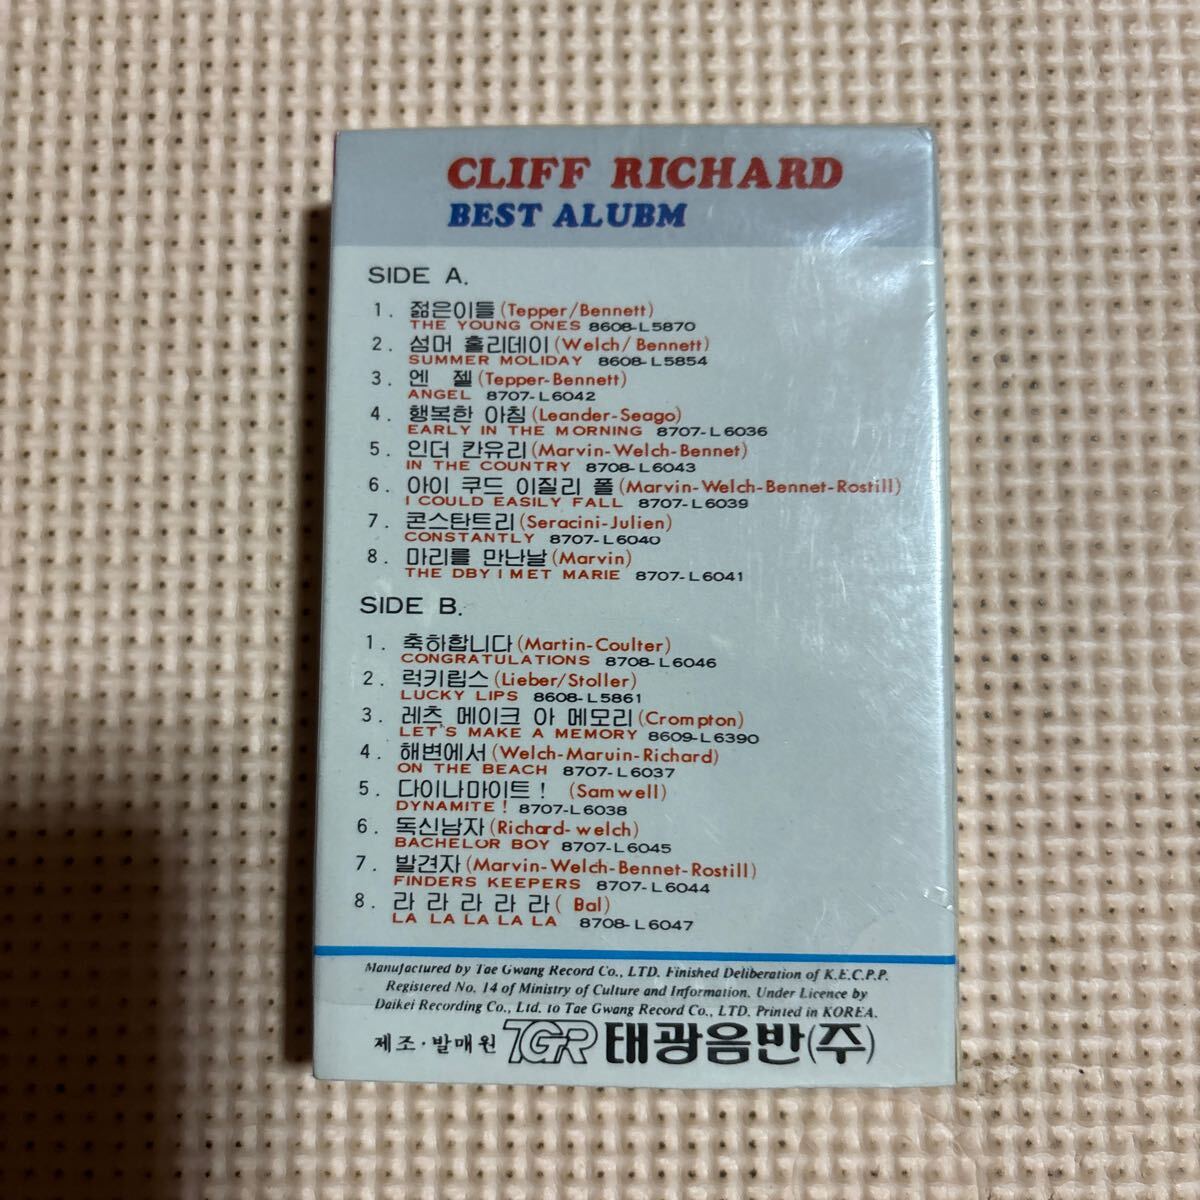 CLIFF RICHARD
BEST ALUBM
SIDE A.
1. 젊은이들 (Tepper/Bennett)
THE YOUNG ONES 8608-L5870
2. 섬머 홀리데이 (Welch/Bennett)
SUMMER MOLIDAY 8608-L5854
3. 엔 젤 (Tepper-Bennett)
ANGEL 8707-L6042
4. 행복한 아침 (Leander-Seago)
EARLY IN THE MORNING 8707-L6036
5. 인더 칸유리 (Marvin-Welch-Bennet)
IN THE COUNTRY 8708-L6043
6. 아이 쿠드 이질리 폴 (Marvin-Welch-Bennet-Rostill)
I COULD EASILY FALL 8707-L6039
7. 콘스탄트리 (Seracini-Julien)
CONSTANTLY 8707-L6040
8. 마리를 만난날 (Marvin)
THE DBY I MET MARIE 8707-L6041
SIDE B.
1. 축하합니다 (Martin-Coulter)
CONGRATULATIONS 8708-L6046
2. 럭키립스 (Lieber/Stoller)
LUCKY LIPS 8608-L5861
3. 레츠 메이크 아 메모리 (Crompton)
LET'S MAKE A MEMORY 8609-L6390
4. 해변에서 (Welch-Maruin-Richard)
ON THE BEACH 8707-L6037
5. 다이나마이트! (Samwell)
DYNAMITE! 8707-L6038
6. 독신남자 (Richard-welch)
BACHELOR BOY 8707-L6045
7. 발견자 (Marvin-Welch-Bennet-Rostill)
FINDERS KEEPERS 8707-L6044
8. 라 라 라 라 라 (Bal)
LA LA LA LA LA 8708-L6047
Manufactured by Tae Gwang Record Co., LTD. Finished Deliberation of K.E.C.P.P.
Registered No. 14 of Ministry of Culture and Information. Under Licence by
Daikei Recording Co., Ltd. to Tae Gwang Record Co., LTD. Printed in KOREA.
제조·발매원 TGR 태광음반(주)